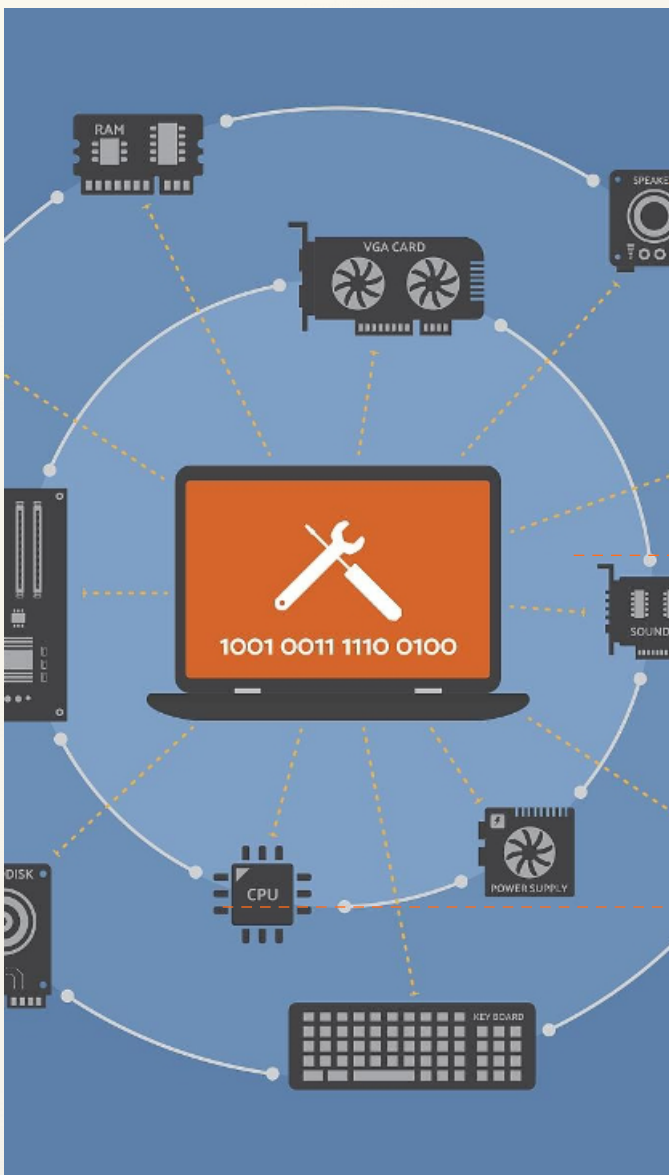 RAM
SPEAKE
VGA CARD
1001 0011 1110 0100
SOUND
DISK
CPU
POWER SUPPLY
KEY BOARD